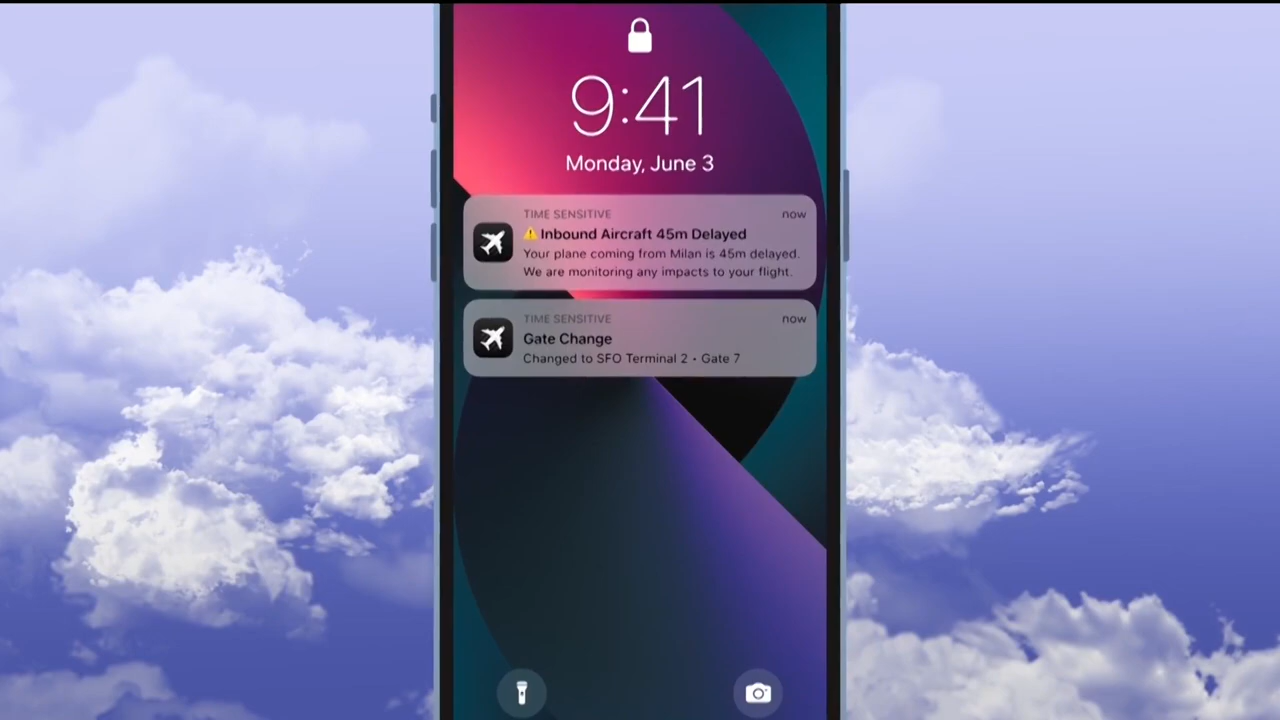 9:41
Monday, June 3
TIME SENSITIVE now
⚠️Inbound Aircraft 45m Delayed
Your plane coming from Milan is 45m delayed.
We are monitoring any impacts to your flight.
TIME SENSITIVE now
Gate Change
Changed to SFO Terminal 2 • Gate 7